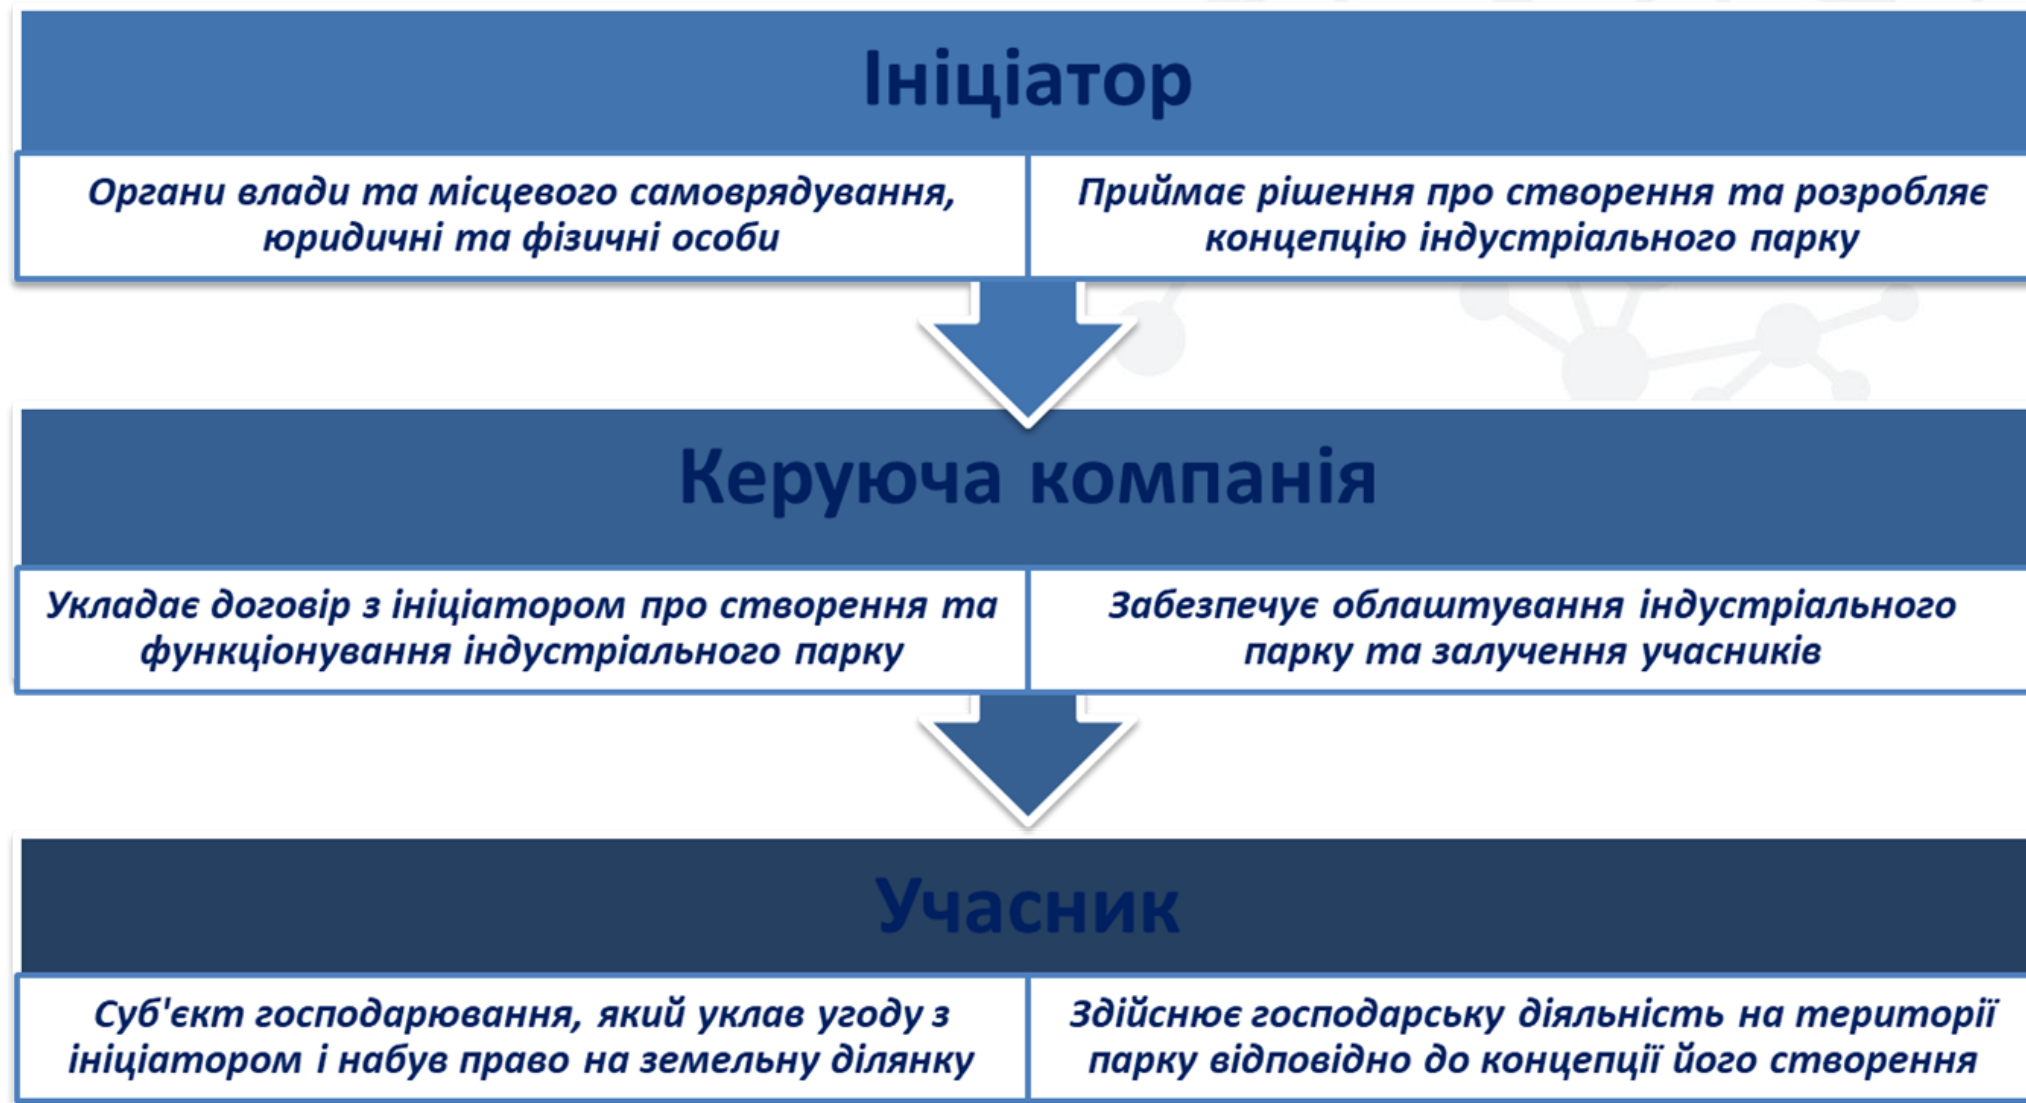 Ініціатор
Органи влади та місцевого самоврядування,
юридичні та фізичні особи
Приймає рішення про створення та розробляє
концепцію індустріального парку
Керуюча компанія
Укладає договір з ініціатором про створення та
функціонування індустріального парку
Забезпечує облаштування індустріального
парку та залучення учасників
Учасник
Суб'єкт господарювання, який уклав угоду з
ініціатором і набув право на земельну ділянку
Здійснює господарську діяльність на території
парку відповідно до концепції його створення